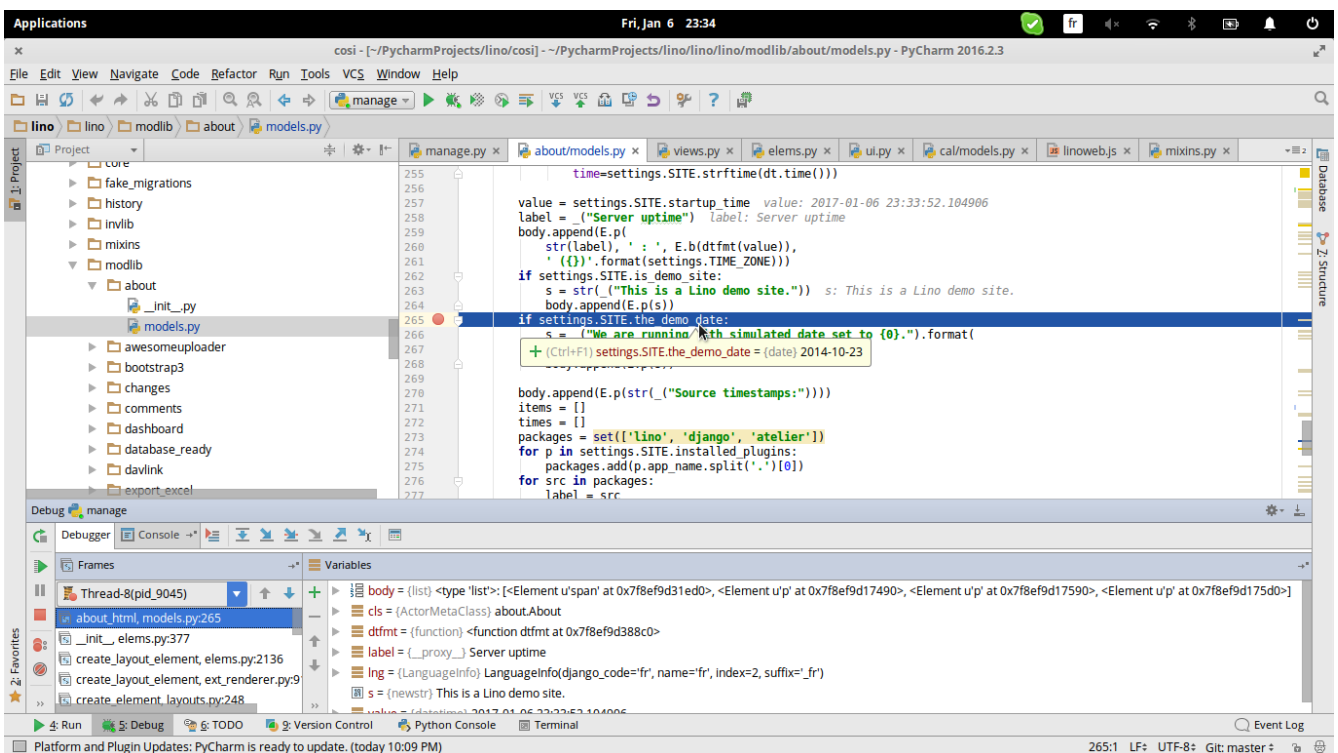 Applications
Fri, Jan 6 23:34
fr
cosi - [~/PycharmProjects/lino/cosi] - ~/PycharmProjects/lino/lino/lino/modlib/about/models.py - PyCharm 2016.2.3
File Edit View Navigate Code Refactor Run Tools VCS Window Help
manage
VCS VCS
lino lino modlib about models.py
1: Project
Project
core
fake_migrations
history
invlib
mixins
modlib
about
__init__.py
models.py
awesomeuploader
bootstrap3
changes
comments
dashboard
database_ready
davlink
export_excel
manage.py about/models.py views.py elems.py ui.py cal/models.py linoweb.js mixins.py
2
255 time=settings.SITE.strftime(dt.time()))
256
257 value = settings.SITE.startup_time value: 2017-01-06 23:33:52.104906
258 label = _("Server uptime") label: Server uptime
259 body.append(E.p(
260 str(label), ' : ', E.b(dtfmt(value)),
261 ' ({})'.format(settings.TIME_ZONE)))
262 if settings.SITE.is_demo_site:
263 s = str(_("This is a Lino demo site.")) s: This is a Lino demo site.
264 body.append(E.p(s))
265 if settings.SITE.the_demo_date:
266 s = _("We are running with simulated date set to {0}.").format(
267
(Ctrl+F1) settings.SITE.the_demo_date = {date} 2014-10-23
268 body.append(E.p(s))
269
270 body.append(E.p(str(_("Source timestamps:"))))
271 items = []
272 times = []
273 packages = set(['lino', 'django', 'atelier'])
274 for p in settings.SITE.installed_plugins:
275 packages.add(p.app_name.split('.')[0])
276 for src in packages:
277 label = src
Database
Z: Structure
Debug manage
Debugger Console
Frames
Variables
Thread-8(pid_9045)
about_html, models.py:265
__init__, elems.py:377
create_layout_element, elems.py:2136
create_layout_element, ext_renderer.py:9
create_element, layouts.py:248
body = {list} <type 'list'>: [<Element u'span' at 0x7f8ef9d31ed0>, <Element u'p' at 0x7f8ef9d17490>, <Element u'p' at 0x7f8ef9d17590>, <Element u'p' at 0x7f8ef9d175d0>]
cls = {ActorMetaClass} about.About
dtfmt = {function} <function dtfmt at 0x7f8ef9d388c0>
label = {__proxy__} Server uptime
lng = {LanguageInfo} LanguageInfo(django_code='fr', name='fr', index=2, suffix='_fr')
s = {newstr} This is a Lino demo site.
value = {datetime} 2017-01-06 23:33:52.104906
2: Favorites
4: Run 5: Debug 6: TODO 9: Version Control Python Console Terminal Event Log
Platform and Plugin Updates: PyCharm is ready to update. (today 10:09 PM)
265:1 LF UTF-8 Git: master